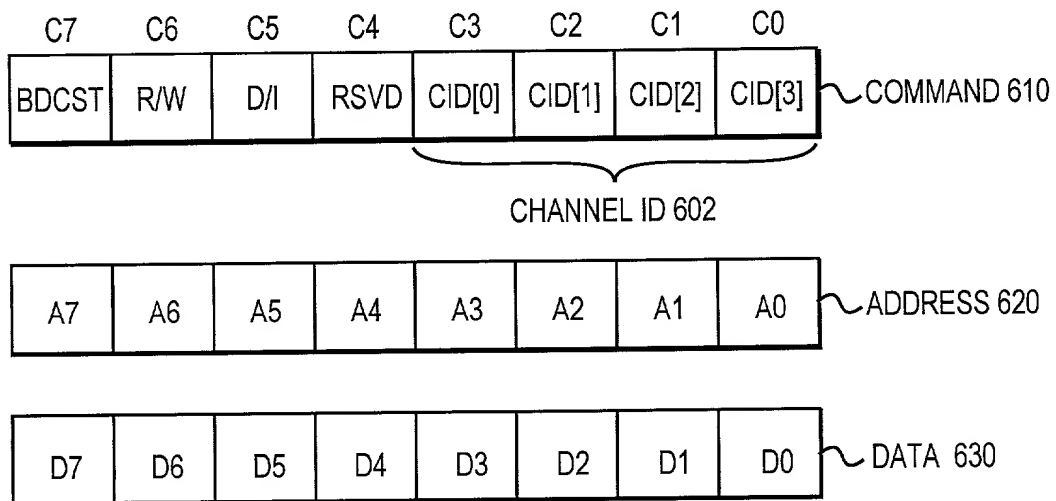 C7 C6 C5 C4 C3 C2 C1 C0
BDCST R/W D/I RSVD CID[0] CID[1] CID[2] CID[3] COMMAND 610
CHANNEL ID 602
A7 A6 A5 A4 A3 A2 A1 A0 ADDRESS 620
D7 D6 D5 D4 D3 D2 D1 D0 DATA 630